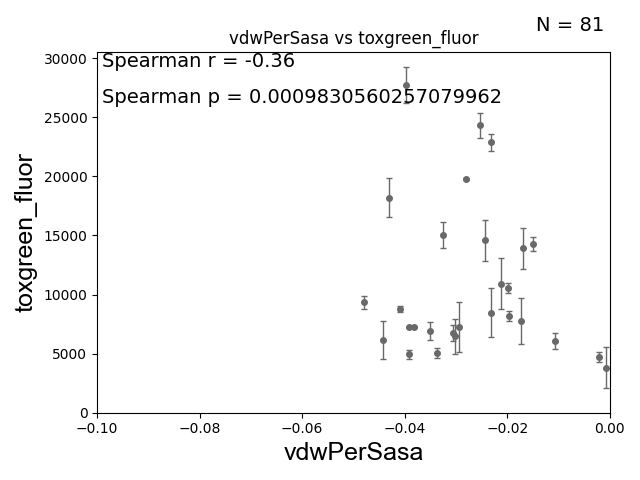 N = 81
vdwPerSasa vs toxgreen_fluor
Spearman r = -0.36
Spearman p = 0.0009830560257079962
toxgreen_fluor
30000
25000
20000
15000
10000
5000
0
−0.10 −0.08 −0.06 −0.04 −0.02 0.00
vdwPerSasa